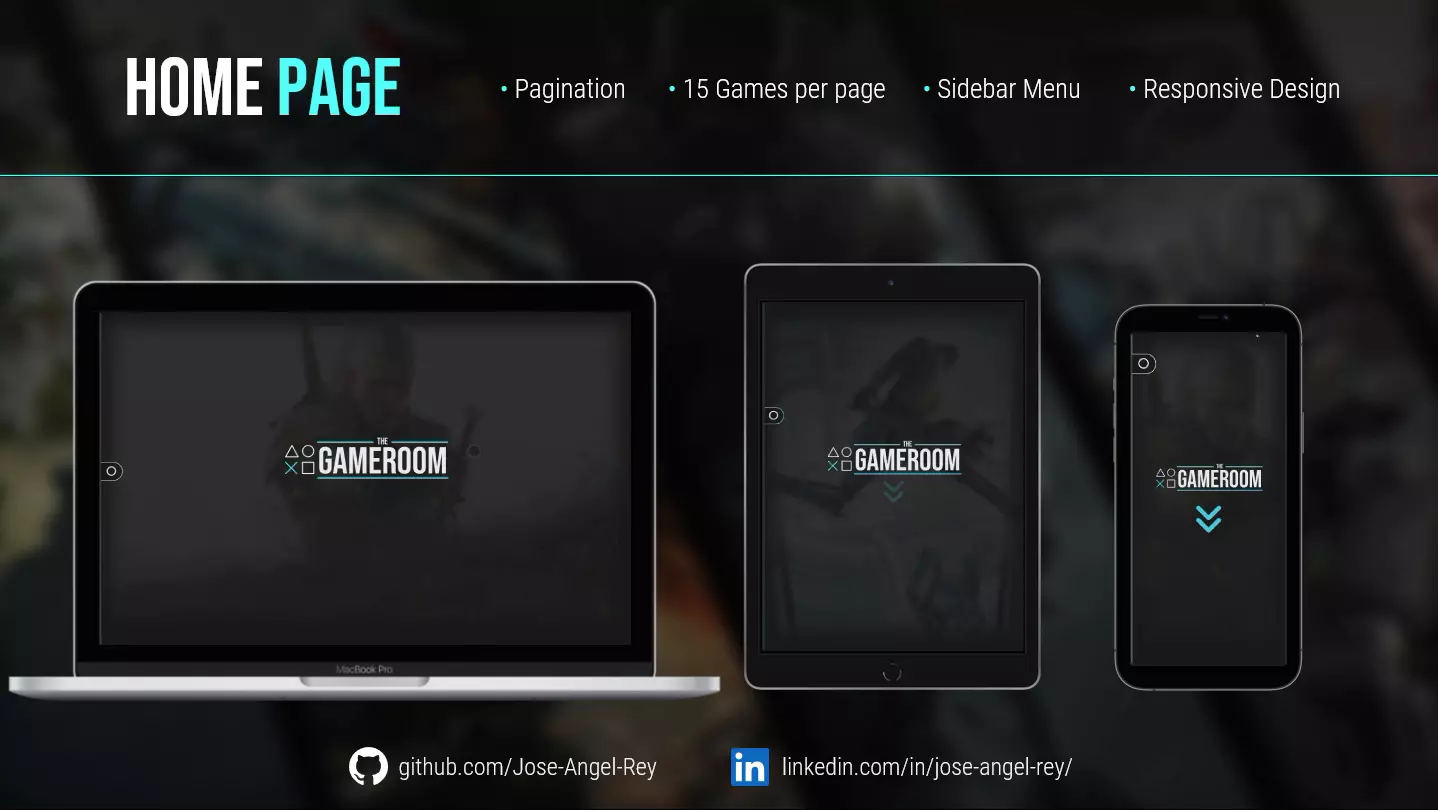 HOME PAGE
• Pagination
• 15 Games per page
• Sidebar Menu
• Responsive Design
THE
GAMEROOM
THE
GAMEROOM
THE
GAMEROOM
MacBook Pro
github.com/Jose-Angel-Rey
in linkedin.com/in/jose-angel-rey/